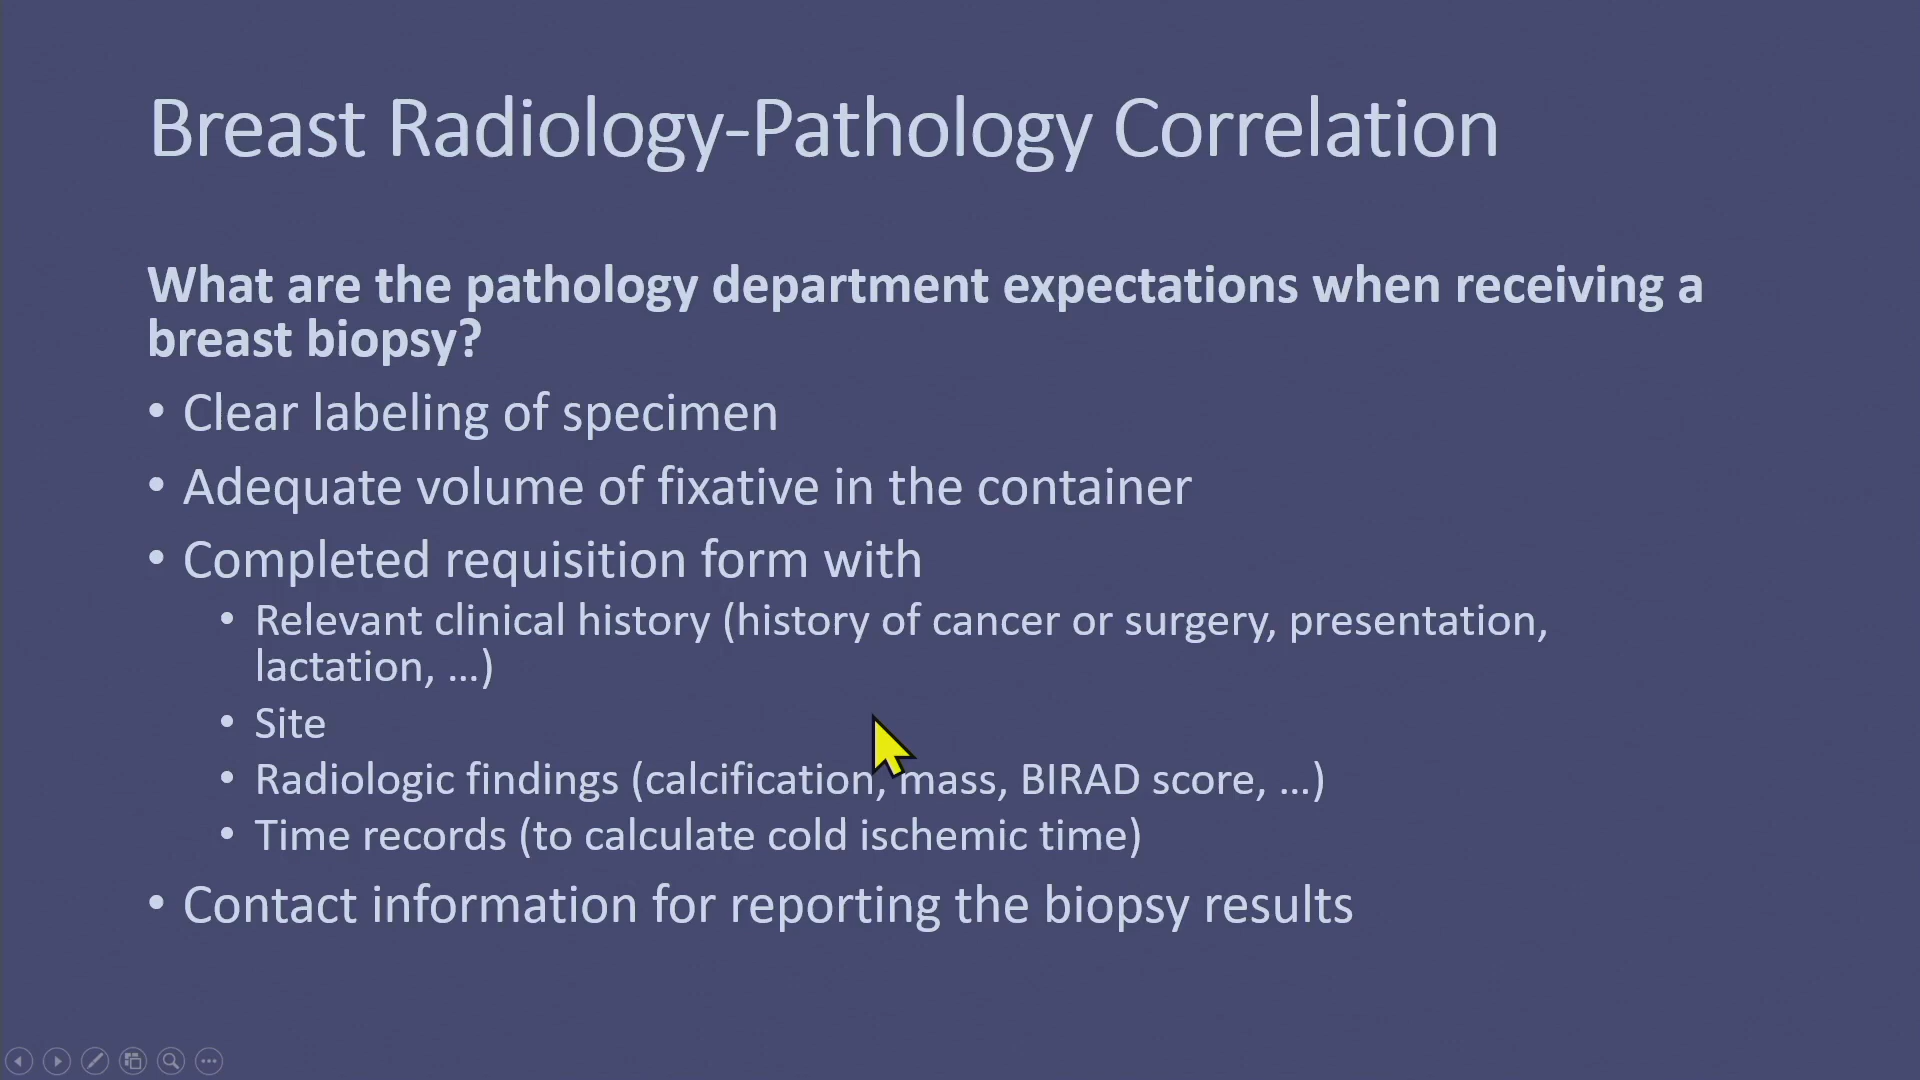 Breast Radiology-Pathology Correlation
What are the pathology department expectations when receiving a
breast biopsy?
• Clear labeling of specimen
• Adequate volume of fixative in the container
• Completed requisition form with
• Relevant clinical history (history of cancer or surgery, presentation,
lactation, ...)
• Site
• Radiologic findings (calcification, mass, BIRAD score, ...)
• Time records (to calculate cold ischemic time)
• Contact information for reporting the biopsy results